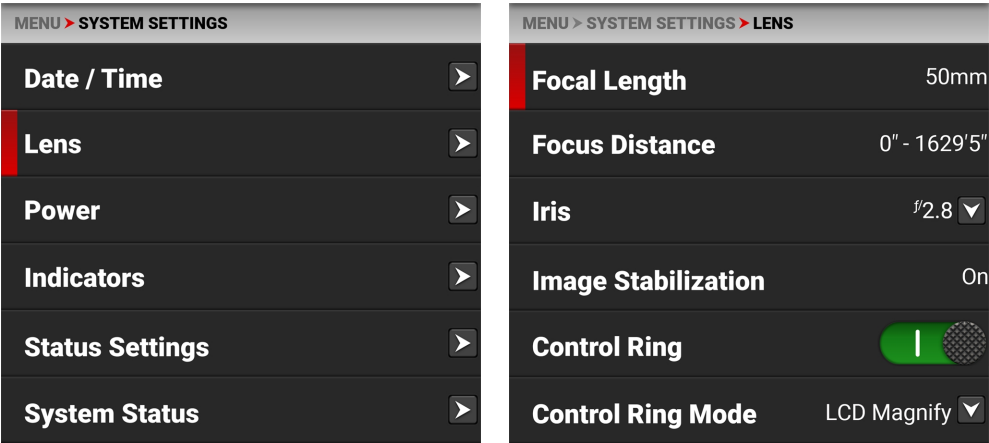 MENU > SYSTEM SETTINGS
Date / Time
Lens
Power
Indicators
Status Settings
System Status
MENU > SYSTEM SETTINGS > LENS
Focal Length 50mm
Focus Distance 0" - 1629'5"
Iris ƒ/2.8
Image Stabilization On
Control Ring
Control Ring Mode LCD Magnify